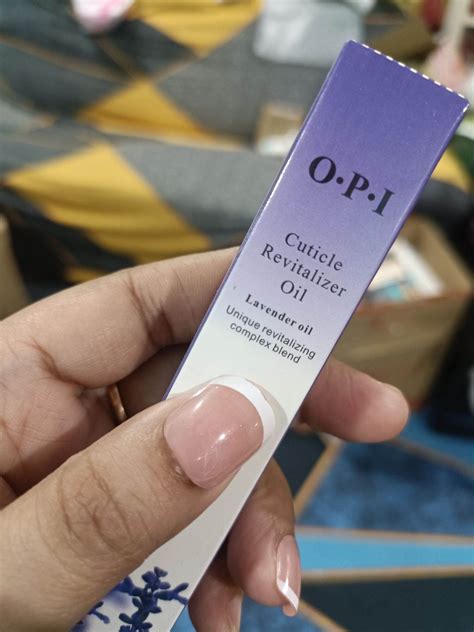 O·P·I
Cuticle
Revitalizer
Oil
Lavender oil
Unique revitalizing
complex blend